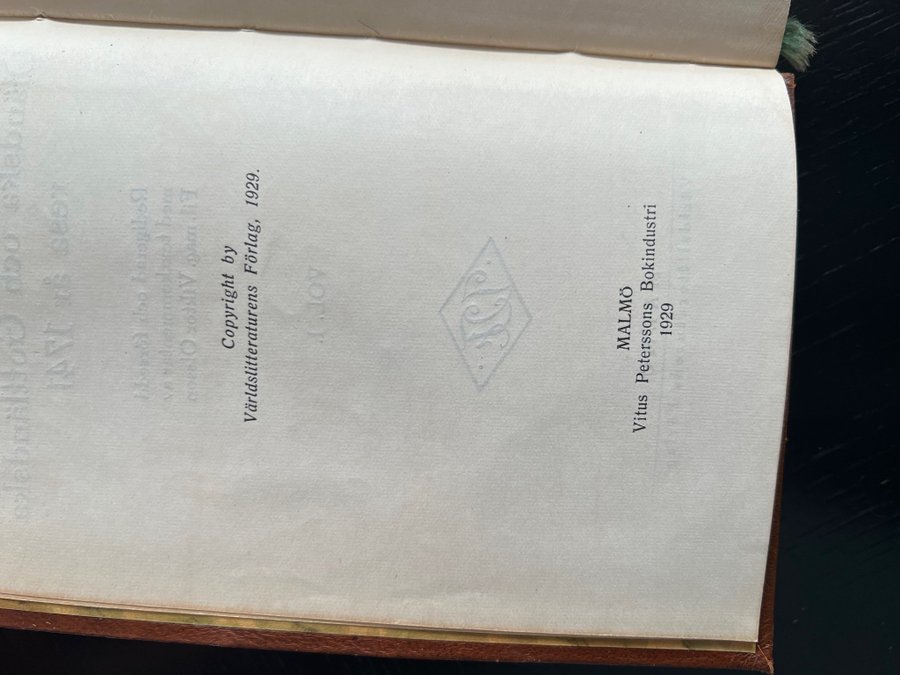 Copyright by
Världslitteraturens Förlag, 1929.
MALMÖ
Vitus Peterssons Bokindustri
1929